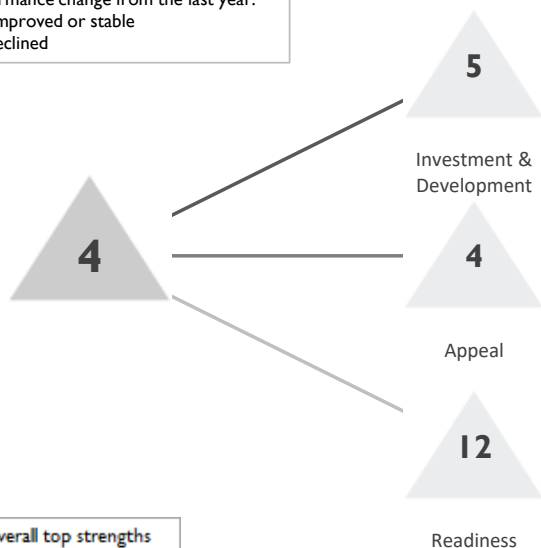 mance change from the last year:
mproved or stable
eclined
5
Investment &
Development
4
4
Appeal
12
Readiness
verall top strengths